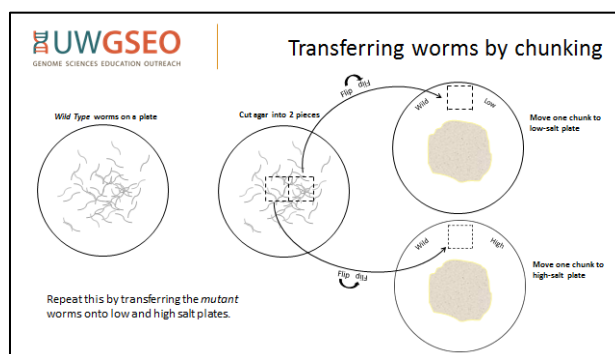 UWGSEO
GENOME SCIENCES EDUCATION OUTREACH
Transferring worms by chunking
Wild Type worms on a plate
Cut agar into 2 pieces
Flip Flip
Wild Low
Move one chunk to
low-salt plate
Flip Flip
Wild High
Move one chunk to
high-salt plate
Repeat this by transferring the mutant
worms onto low and high salt plates.